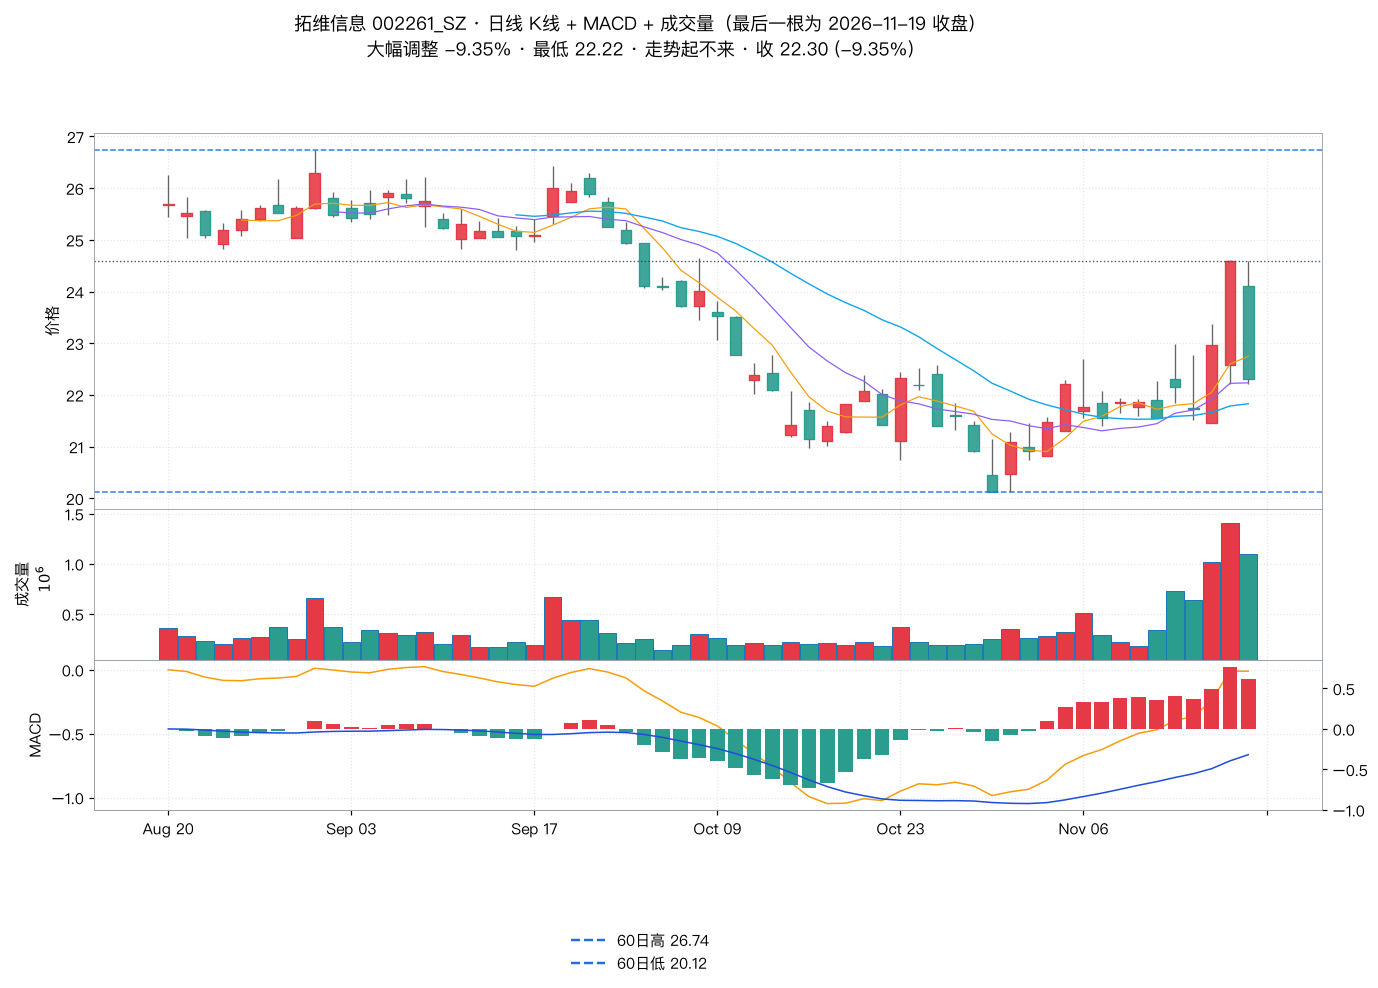 拓维信息 002261_SZ · 日线 K线 + MACD + 成交量（最后一根为 2026−11−19 收盘）
大幅调整 −9.35% · 最低 22.22 · 走势起不来 · 收 22.30 (−9.35%)
27
26
25
24
23
22
21
20
价格
1.5
1.0
0.5
成交量
10⁶
0.0
−0.5
−1.0
MACD
0.5
0.0
−0.5
−1.0
Aug 20
Sep 03
Sep 17
Oct 09
Oct 23
Nov 06
60日高 26.74
60日低 20.12